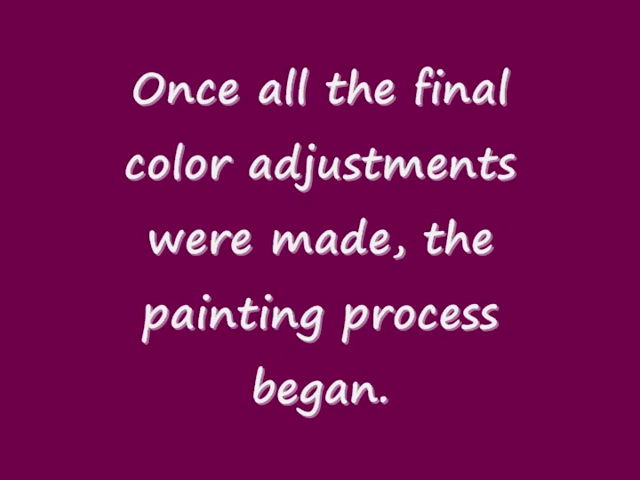 Once all the final
color adjustments
were made, the
painting process
began.